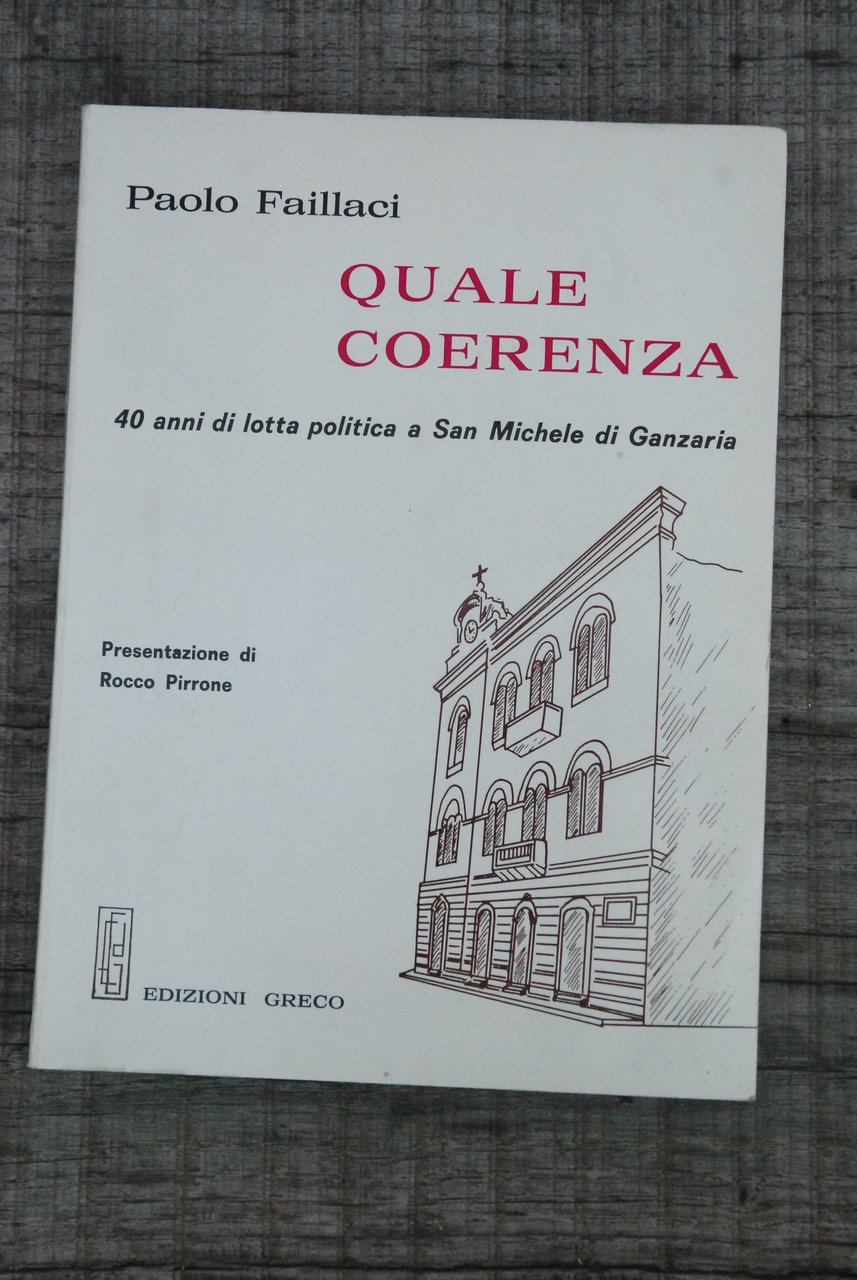 Paolo Faillaci
QUALE
COERENZA
40 anni di lotta politica a San Michele di Ganzaria
Presentazione di
Rocco Pirrone
EDIZIONI GRECO